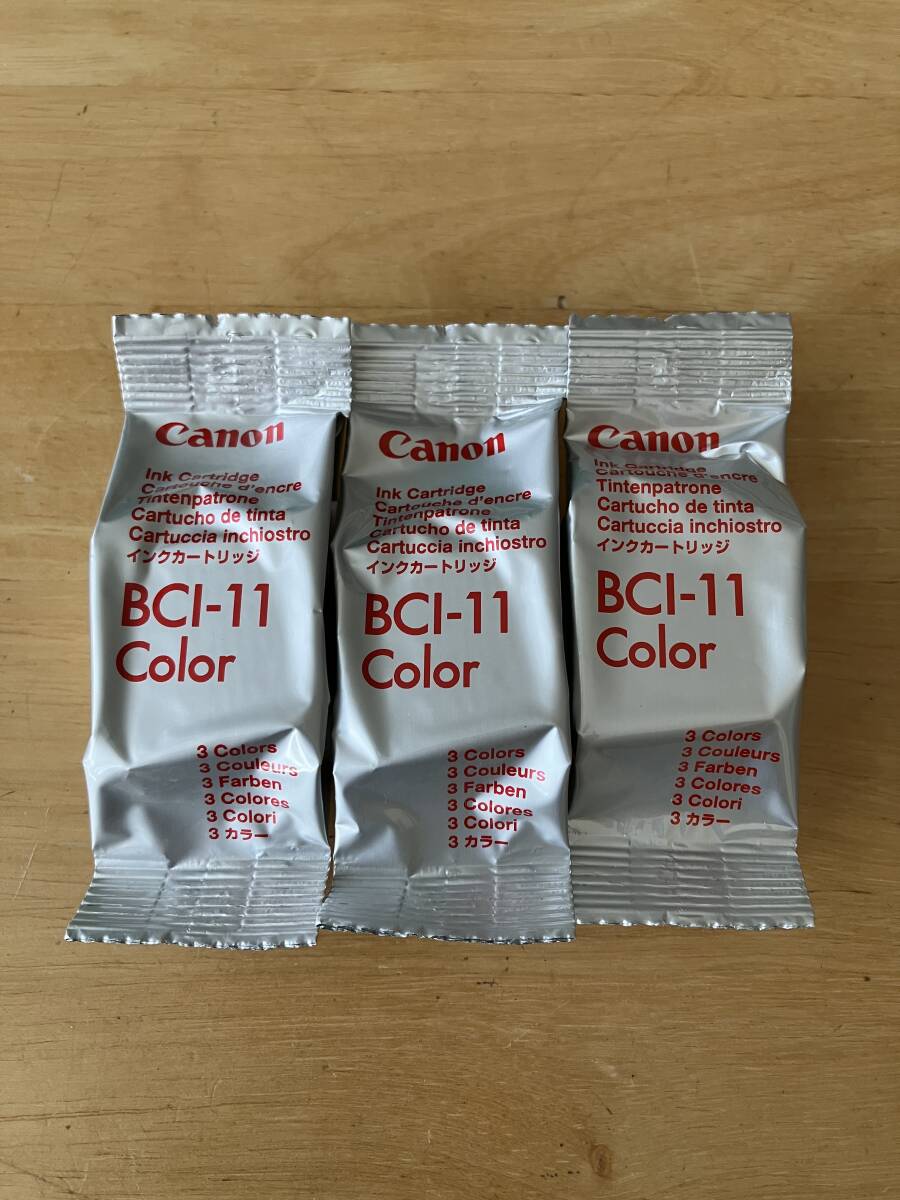 Canon
Ink Cartridge
Cartouche d'encre
Tintenpatrone
Cartucho de tinta
Cartuccia inchiostro
インクカートリッジ
BCI-11
Color
3 Colors
3 Couleurs
3 Farben
3 Colores
3 Colori
3 カラー
Canon
Ink Cartridge
Cartouche d'encre
Tintenpatrone
Cartucho de tinta
Cartuccia inchiostro
インクカートリッジ
BCI-11
Color
3 Colors
3 Couleurs
3 Farben
3 Colores
3 Colori
3 カラー
Canon
Ink Cartridge
Cartouche d'encre
Tintenpatrone
Cartucho de tinta
Cartuccia inchiostro
インクカートリッジ
BCI-11
Color
3 Colors
3 Couleurs
3 Farben
3 Colores
3 Colori
3 カラー